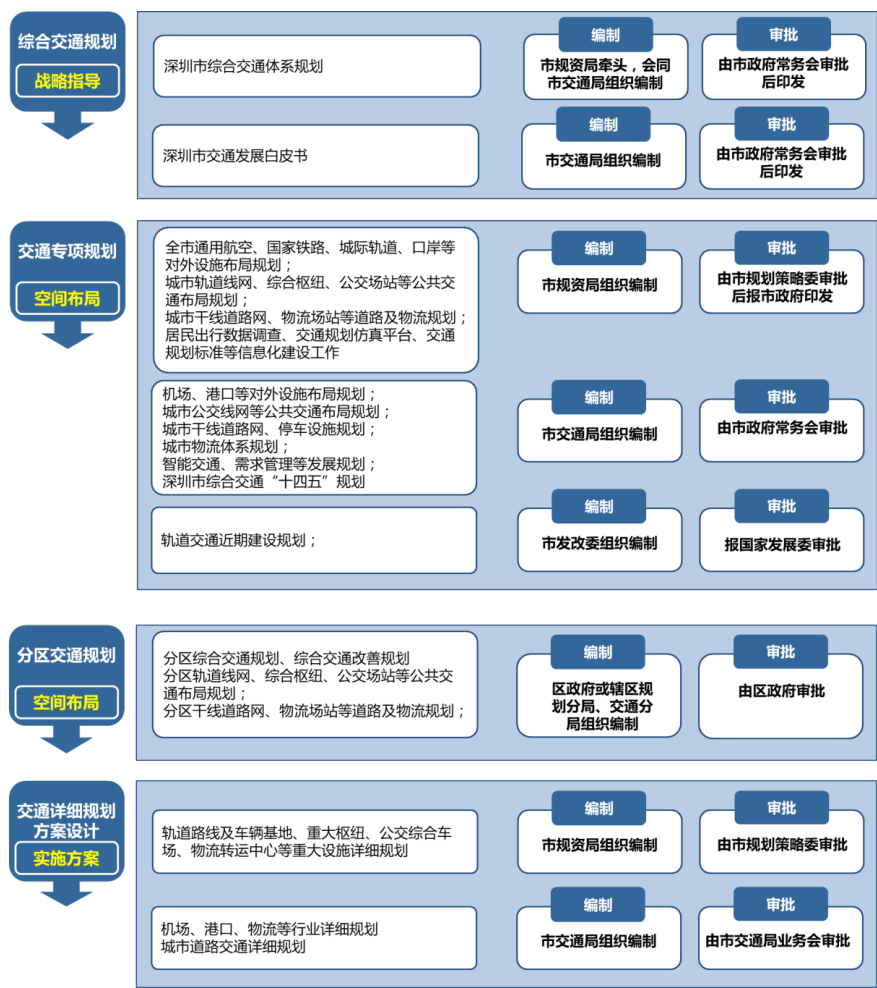 综合交通规划
战略指导
深圳市综合交通体系规划
编制
市规资局牵头，会同
市交通局组织编制
审批
由市政府常务会审批
后印发
深圳市交通发展白皮书
编制
市交通局组织编制
审批
由市政府常务会审批
后印发
交通专项规划
空间布局
全市通用航空、国家铁路、城际轨道、口岸等
对外设施布局规划；
城市轨道线网、综合枢纽、公交场站等公共交
通布局规划；
城市干线道路网、物流场站等道路及物流规划；
居民出行数据调查、交通规划仿真平台、交通
规划标准等信息化建设工作
编制
市规资局组织编制
审批
由市规划策略委审批
后报市政府印发
机场、港口等对外设施布局规划；
城市公交线网等公共交通布局规划；
城市干线道路网、停车设施规划；
城市物流体系规划；
智能交通、需求管理等发展规划；
深圳市综合交通“十四五”规划
编制
市交通局组织编制
审批
由市政府常务会审批
轨道交通近期建设规划；
编制
市发改委组织编制
审批
报国家发展委审批
分区交通规划
空间布局
分区综合交通规划、综合交通改善规划
分区轨道线网、综合枢纽、公交场站等公共交
通布局规划；
分区干线道路网、物流场站等道路及物流规划；
编制
区政府或辖区规
划分局、交通分
局组织编制
审批
由区政府审批
交通详细规划
方案设计
实施方案
轨道路线及车辆基地、重大枢纽、公交综合车
场、物流转运中心等重大设施详细规划
编制
市规资局组织编制
审批
由市规划策略委审批
机场、港口、物流等行业详细规划
城市道路交通详细规划
编制
市交通局组织编制
审批
由市交通局业务会审批